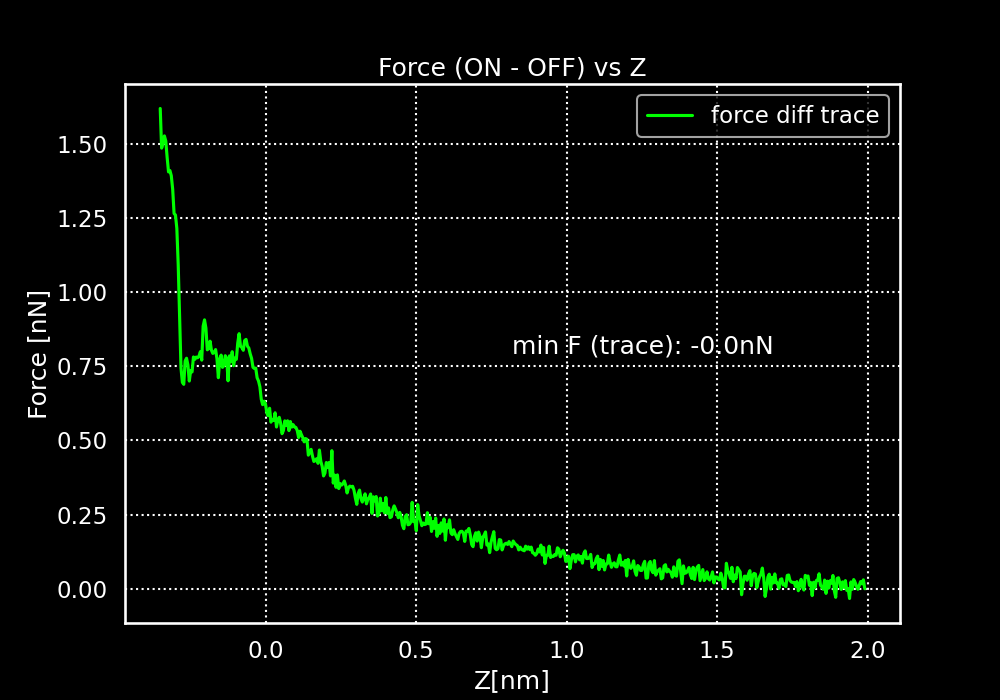 Force (ON - OFF) vs Z
force diff trace
1.50
1.25
1.00
0.75
0.50
0.25
0.00
Force [nN]
min F (trace): -0.0nN
0.0 0.5 1.0 1.5 2.0
Z[nm]